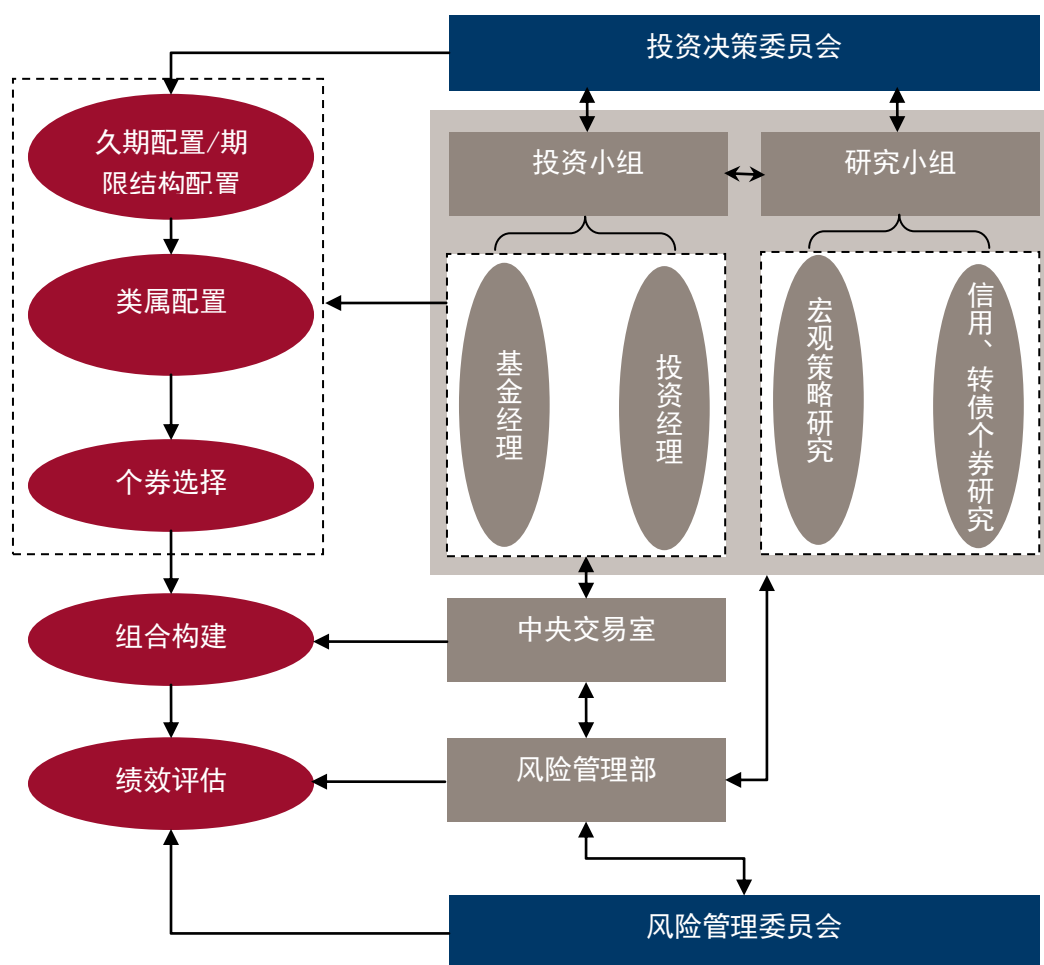 投资决策委员会
久期配置/期
限结构配置
投资小组
研究小组
类属配置
基金经理
投资经理
宏观策略研究
信用、转债个券研究
个券选择
组合构建
中央交易室
绩效评估
风险管理部
风险管理委员会